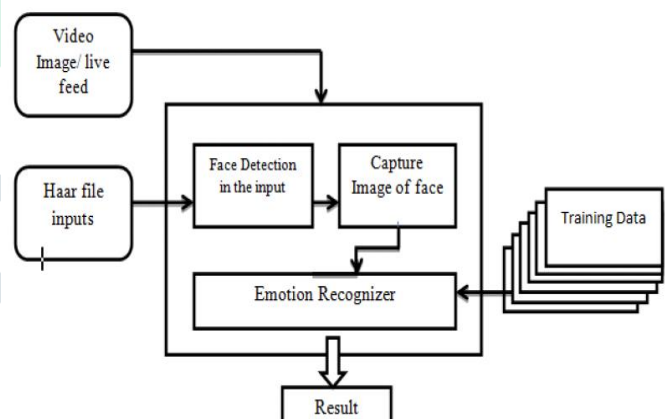 Video
Image/ live
feed
Haar file
inputs
Face Detection
in the input
Capture
Image of face
Training Data
Emotion Recognizer
Result